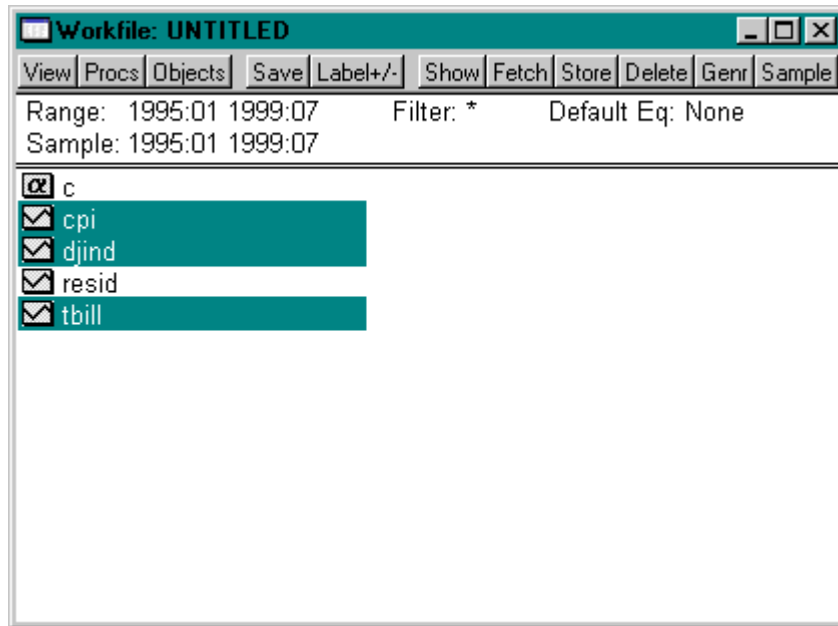 Workfile: UNTITLED
View Procs Objects Save Label+/- Show Fetch Store Delete Genr Sample
Range: 1995:01 1999:07 Filter: * Default Eq: None
Sample: 1995:01 1999:07
α c
cpi
djind
resid
tbill